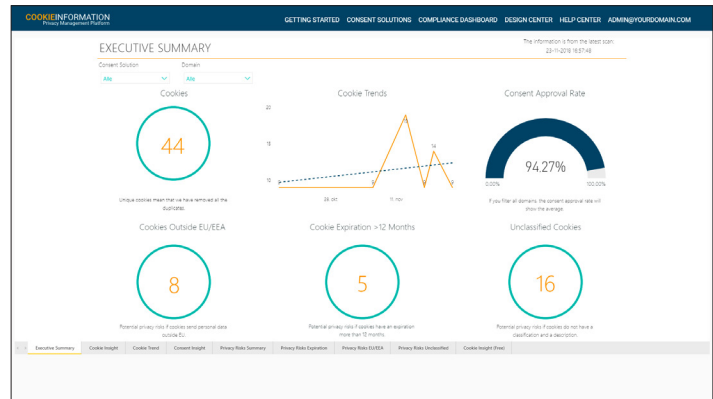 COOKIEINFORMATION
Privacy Management Platform
GETTING STARTED CONSENT SOLUTIONS COMPLIANCE DASHBOARD DESIGN CENTER HELP CENTER ADMIN@YOURDOMAIN.COM
EXECUTIVE SUMMARY
The information is from the latest scan:
23-11-2018 16:57:48
Consent Solution Domain
Alle Alle
Cookies
44
Unique cookies mean that we have removed all the
duplicates.
Cookie Trends
20
15
10
9 9 9 14 9
28. okt 11. nov
Consent Approval Rate
94.27%
0.00% 100.00%
If you filter all domains, the consent approval rate will
show the average.
Cookies Outside EU/EEA
8
Potential privacy risks if cookies send personal data
outside EU.
Cookie Expiration >12 Months
5
Potential privacy risks if cookies have an expiration
more than 12 months.
Unclassified Cookies
16
Potential privacy risks if cookies do not have a
classification and a description.
Executive Summary Cookie Insight Cookie Trend Consent Insight Privacy Risks Summary Privacy Risks Expiration Privacy Risks EU/EEA Privacy Risks Unclassified Cookie Insight (Free)